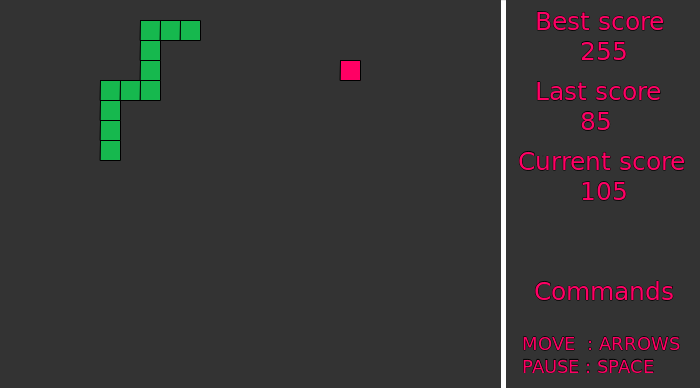 Best score
255
Last score
85
Current score
105
Commands
MOVE : ARROWS
PAUSE : SPACE